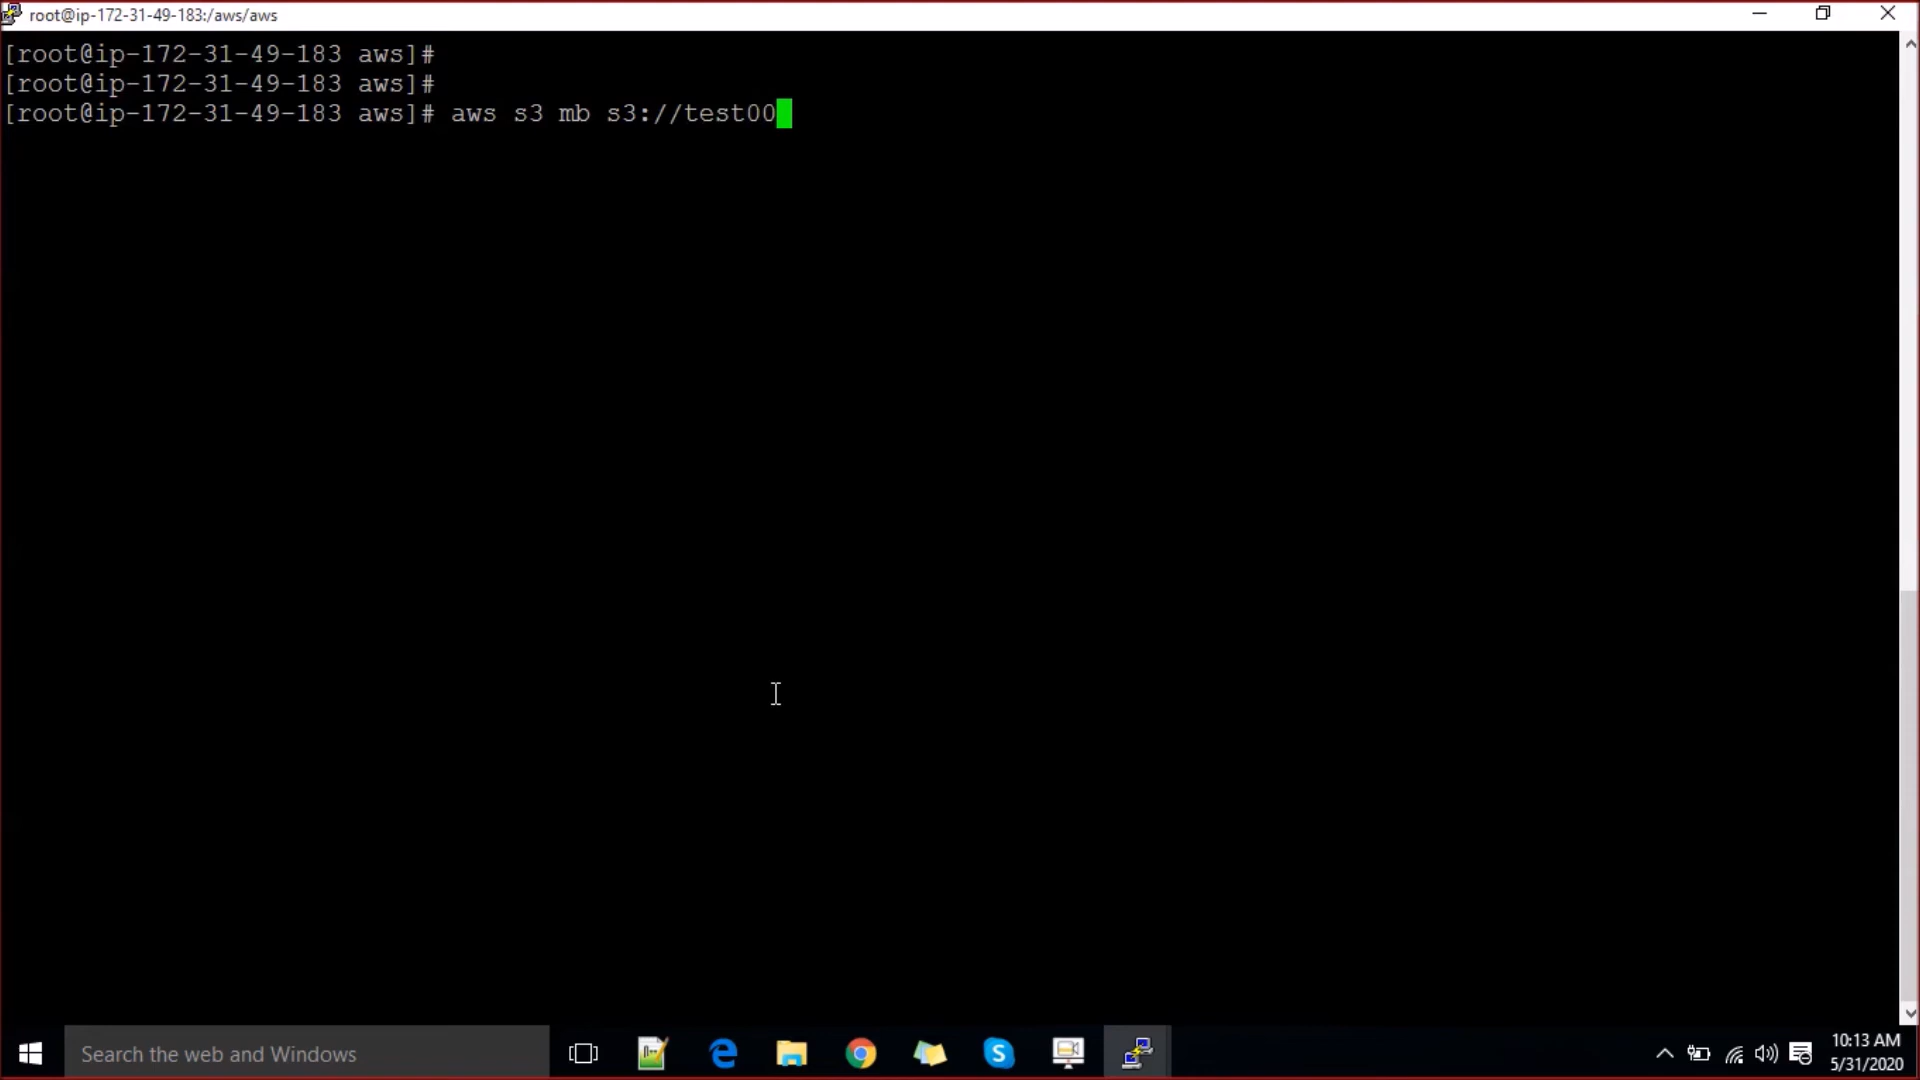 root@ip-172-31-49-183:/aws/aws
[root@ip-172-31-49-183 aws]#
[root@ip-172-31-49-183 aws]#
[root@ip-172-31-49-183 aws]# aws s3 mb s3://test00
Search the web and Windows
10:13 AM
5/31/2020